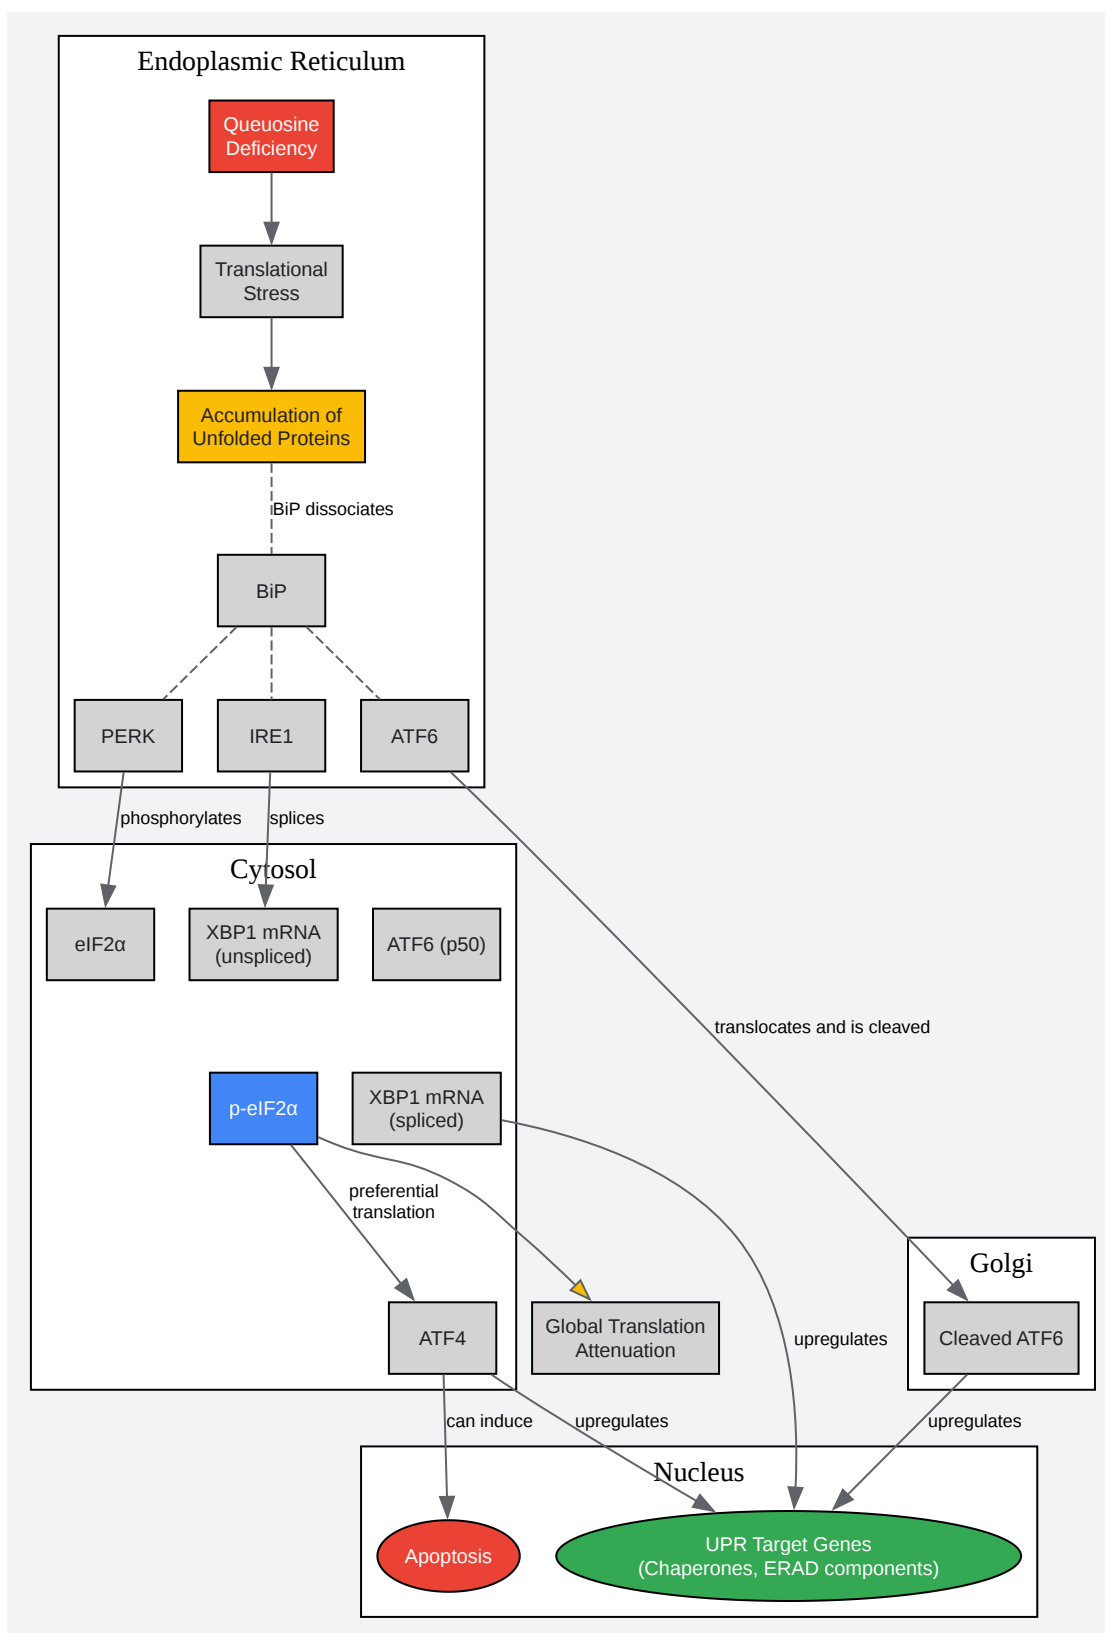 Endoplasmic Reticulum
Queuosine
Deficiency
Translational
Stress
Accumulation of
Unfolded Proteins
BiP dissociates
BiP
PERK
IRE1
ATF6
phosphorylates
splices
Cytosol
eIF2α
XBP1 mRNA
(unspliced)
ATF6 (p50)
translocates and is cleaved
p-eIF2α
XBP1 mRNA
(spliced)
preferential
translation
Golgi
ATF4
Global Translation
Attenuation
upregulates
Cleaved ATF6
can induce
upregulates
upregulates
Nucleus
Apoptosis
UPR Target Genes
(Chaperones, ERAD components)